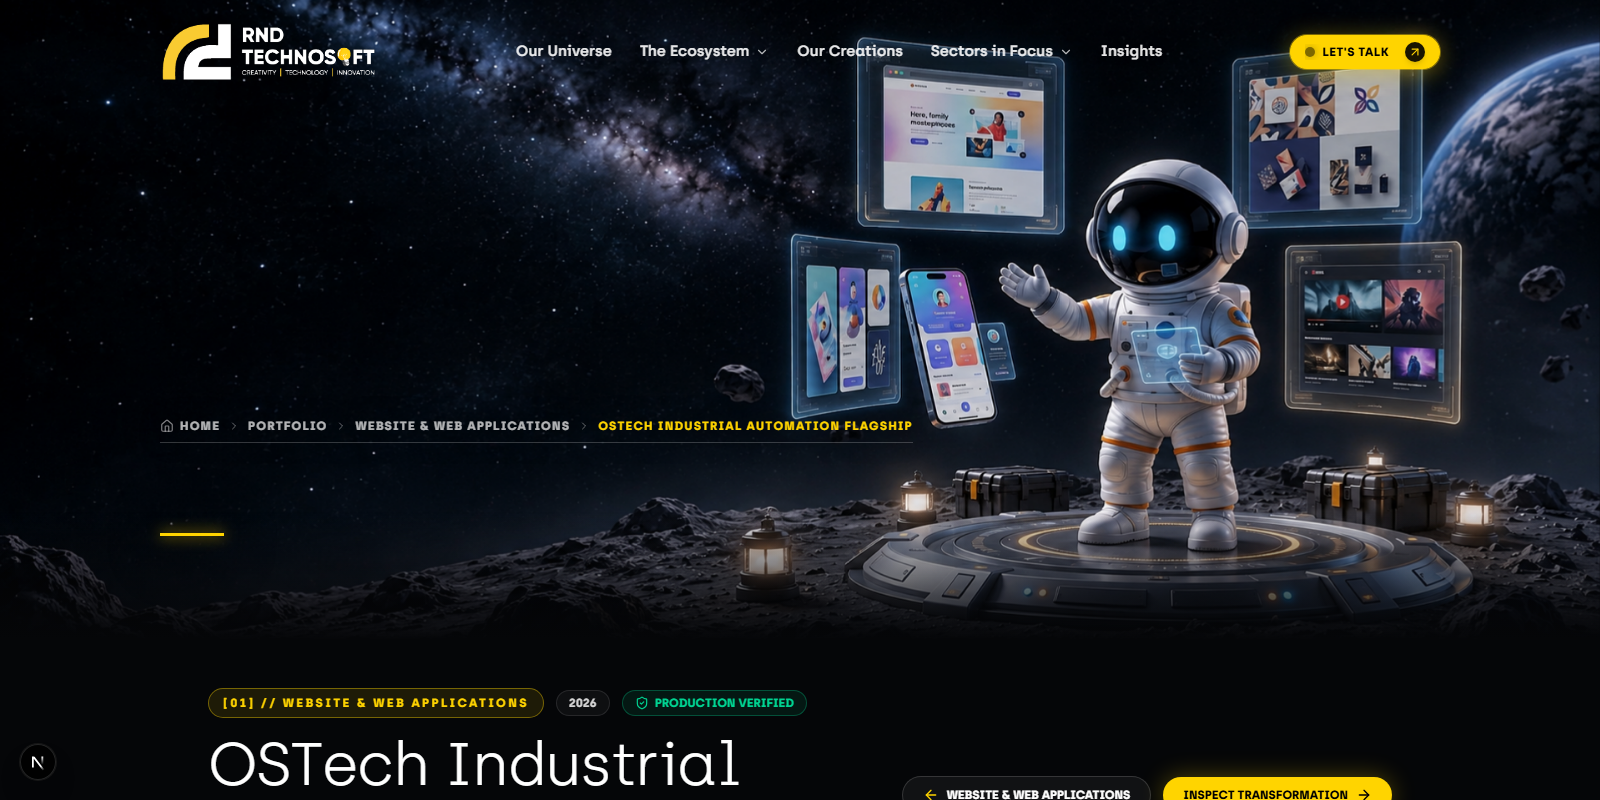 RND
TECHNOSOFT
CREATIVITY | TECHNOLOGY | INNOVATION
Our Universe
The Ecosystem
Our Creations
Sectors in Focus
Insights
LET'S TALK
Here, family
HOME
PORTFOLIO
WEBSITE & WEB APPLICATIONS
OSTECH INDUSTRIAL AUTOMATION FLAGSHIP
[01] // WEBSITE & WEB APPLICATIONS
2026
PRODUCTION VERIFIED
OSTech Industrial
N
WEBSITE & WEB APPLICATIONS
INSPECT TRANSFORMATION